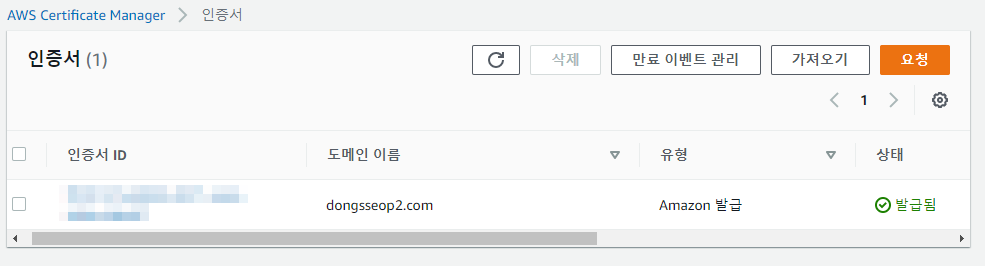 AWS Certificate Manager > 인증서
인증서 (1)
삭제 만료 이벤트 관리 가져오기 요청
1
인증서 ID 도메인 이름 유형 상태
dongsseop2.com Amazon 발급 발급됨